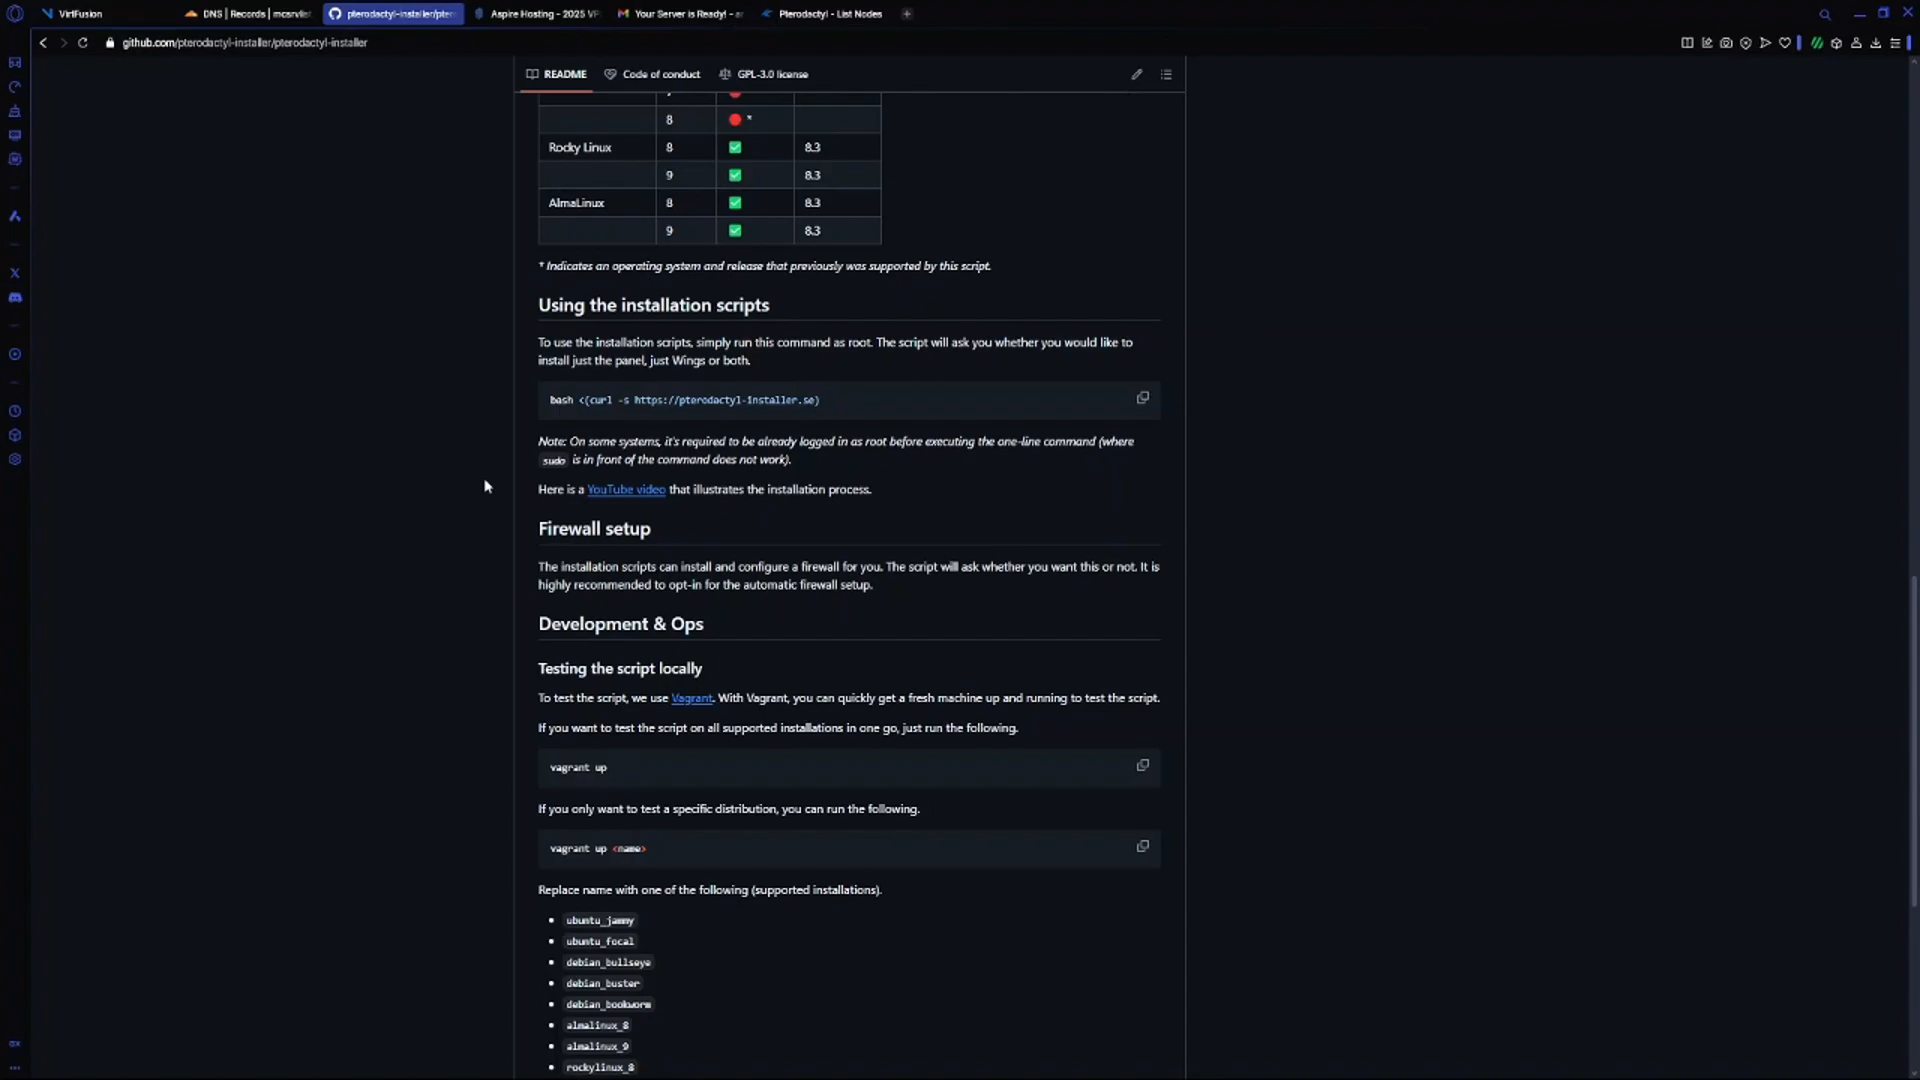 VirtFusion
DNS | Records | mcsrvlist
pterodactyl-installer/pter
Aspire Hosting - 2025 VP
Your Server is Ready! - ar
Pterodactyl - List Nodes
github.com/pterodactyl-installer/pterodactyl-installer
README
Code of conduct
GPL-3.0 license
8 *
Rocky Linux 8 8.3
9 8.3
AlmaLinux 8 8.3
9 8.3
* Indicates an operating system and release that previously was supported by this script.
Using the installation scripts
To use the installation scripts, simply run this command as root. The script will ask you whether you would like to
install just the panel, just Wings or both.
bash <(curl -s https://pterodactyl-installer.se)
Note: On some systems, it's required to be already logged in as root before executing the one-line command (where
sudo is in front of the command does not work).
Here is a YouTube video that illustrates the installation process.
Firewall setup
The installation scripts can install and configure a firewall for you. The script will ask whether you want this or not. It is
highly recommended to opt-in for the automatic firewall setup.
Development & Ops
Testing the script locally
To test the script, we use Vagrant. With Vagrant, you can quickly get a fresh machine up and running to test the script.
If you want to test the script on all supported installations in one go, just run the following.
vagrant up
If you only want to test a specific distribution, you can run the following.
vagrant up <name>
Replace name with one of the following (supported installations).
ubuntu_jammy
ubuntu_focal
debian_bullseye
debian_buster
debian_bookworm
almalinux_8
almalinux_9
rockylinux_8